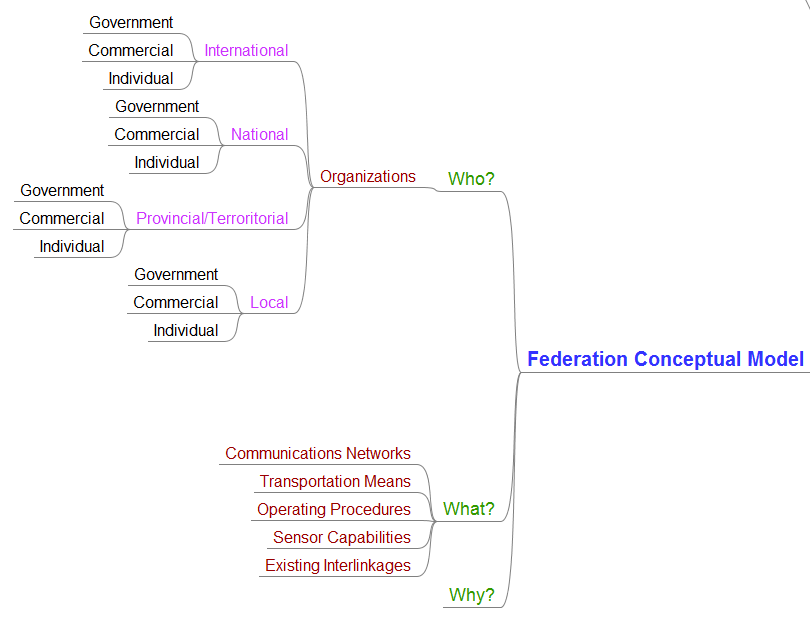 Government
Commercial
Individual
International
Government
Commercial
Individual
National
Government
Commercial
Individual
Provincial/Terroritorial
Government
Commercial
Individual
Local
Organizations
Who?
Federation Conceptual Model
Communications Networks
Transportation Means
Operating Procedures
Sensor Capabilities
Existing Interlinkages
What?
Why?